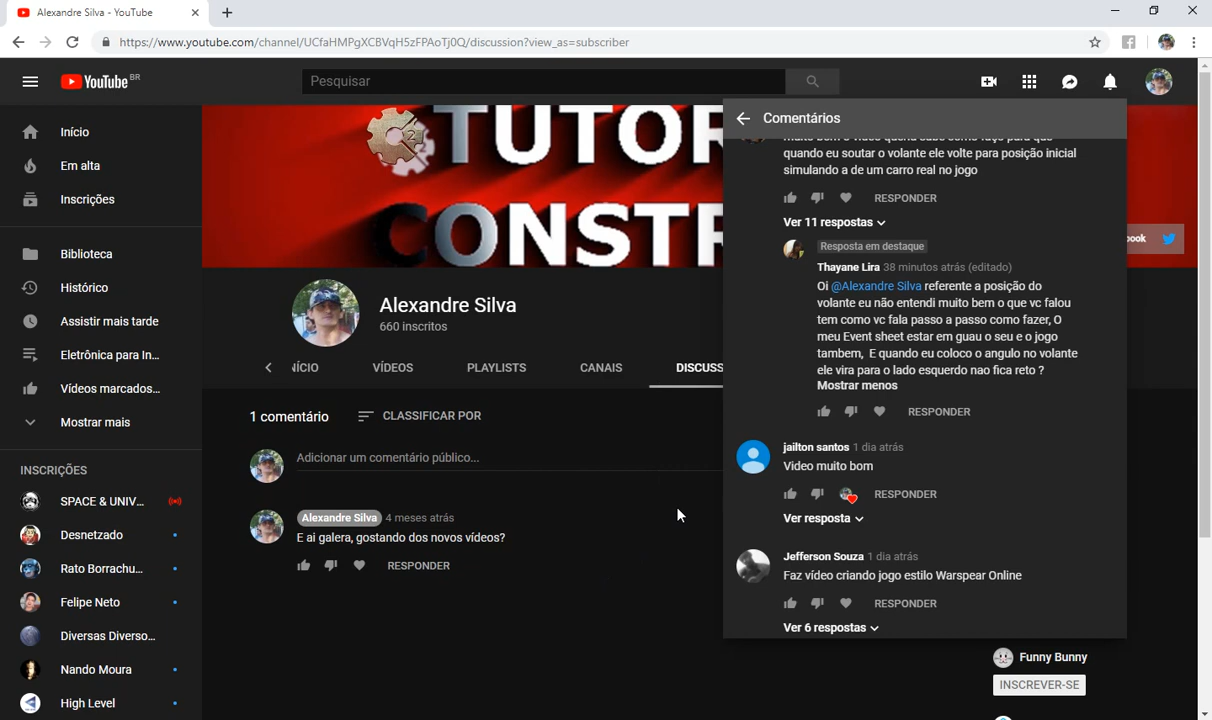 Alexandre Silva - YouTube
https://www.youtube.com/channel/UCfaHMPgXCBVqH5zFPAoTj0Q/discussion?view_as=subscriber
YouTube BR
Pesquisar
Início
Em alta
Inscrições
Biblioteca
Histórico
Assistir mais tarde
Eletrônica para In...
Vídeos marcados...
Mostrar mais
INSCRIÇÕES
SPACE & UNIV...
Desnetzado
Rato Borrachu...
Felipe Neto
Diversas Diverso...
Nando Moura
High Level
TUTOR
2
CONSTR
book
Alexandre Silva
660 inscritos
NÍCIO
VÍDEOS
PLAYLISTS
CANAIS
DISCUSS
1 comentário
CLASSIFICAR POR
Adicionar um comentário público...
Alexandre Silva 4 meses atrás
E ai galera, gostando dos novos vídeos?
RESPONDER
Comentários
quando eu soutar o volante ele volte para posição inicial
simulando a de um carro real no jogo
RESPONDER
Ver 11 respostas
Resposta em destaque
Thayane Lira 38 minutos atrás (editado)
Oi @Alexandre Silva referente a posição do
volante eu não entendi muito bem o que vc falou
tem como vc fala passo a passo como fazer, O
meu Event sheet estar em guau o seu e o jogo
tambem, E quando eu coloco o angulo no volante
ele vira para o lado esquerdo nao fica reto ?
Mostrar menos
RESPONDER
jailton santos 1 dia atrás
Video muito bom
RESPONDER
Ver resposta
Jefferson Souza 1 dia atrás
Faz vídeo criando jogo estilo Warspear Online
RESPONDER
Ver 6 respostas
Funny Bunny
INSCREVER-SE